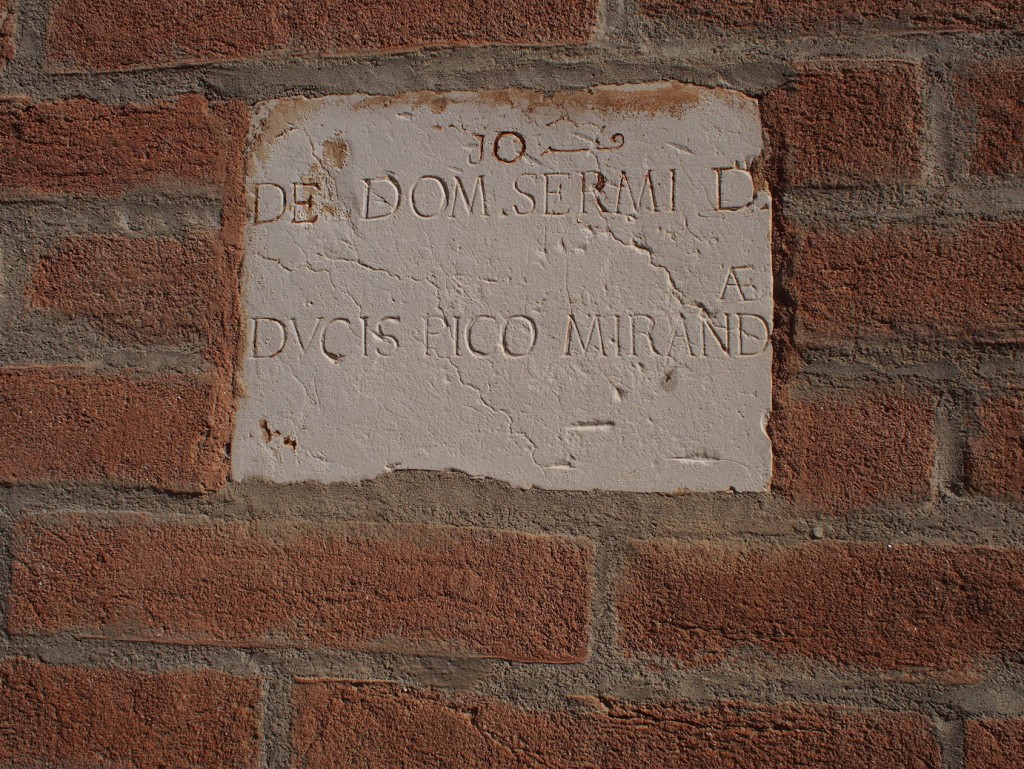 JO
DE DOM. SERMI D.
Æ
DVCIS PICO MIRAND